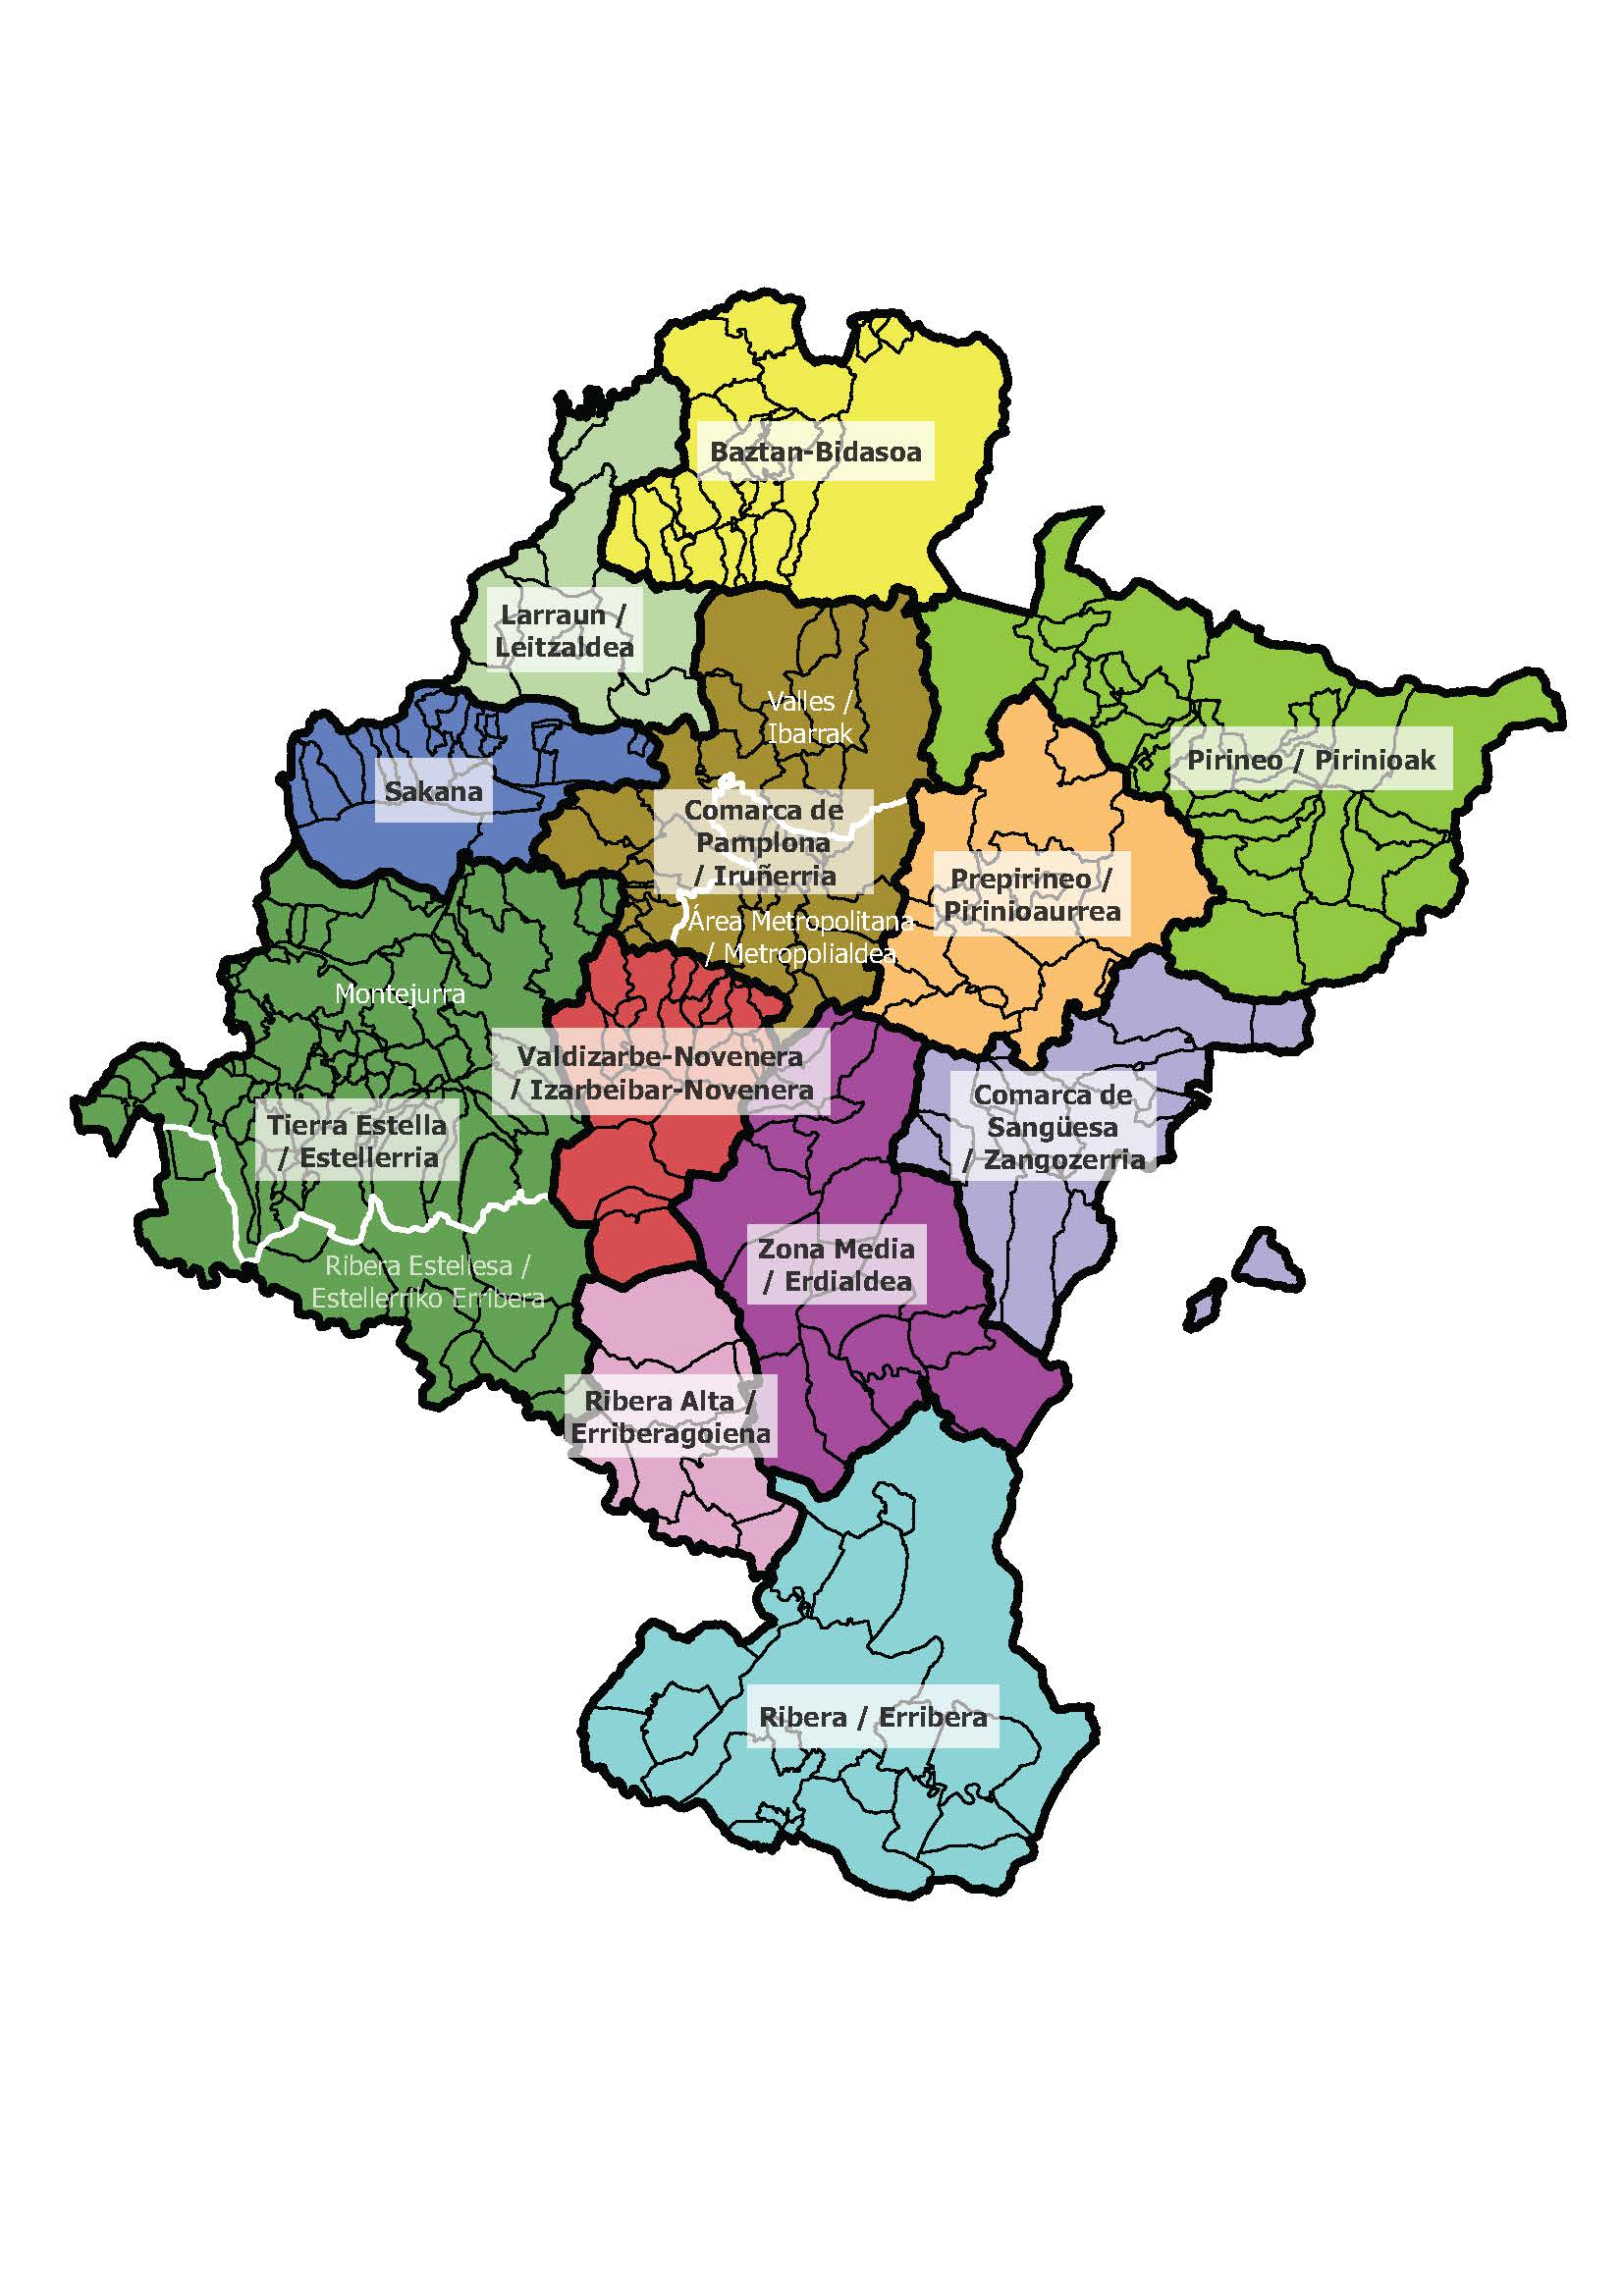 Baztan-Bidasoa
Larraun /
Leitzaldea
Valles /
Ibarrak
Pirineo / Pirinioak
Sakana
Comarca de
Pamplona
/ Iruñerria
Prepirineo /
Pirinioaurrea
Área Metropolitana
/ Metropolialdea
Montejurra
Valdizarbe-Novenera
/ Izarbeibar-Novenera
Comarca de
Sangüesa
/ Zangozerria
Tierra Estella
/ Estellerria
Zona Media
/ Erdialdea
Ribera Estellesa /
Estellerriko Erribera
Ribera Alta /
Erriberagoiena
Ribera / Erribera